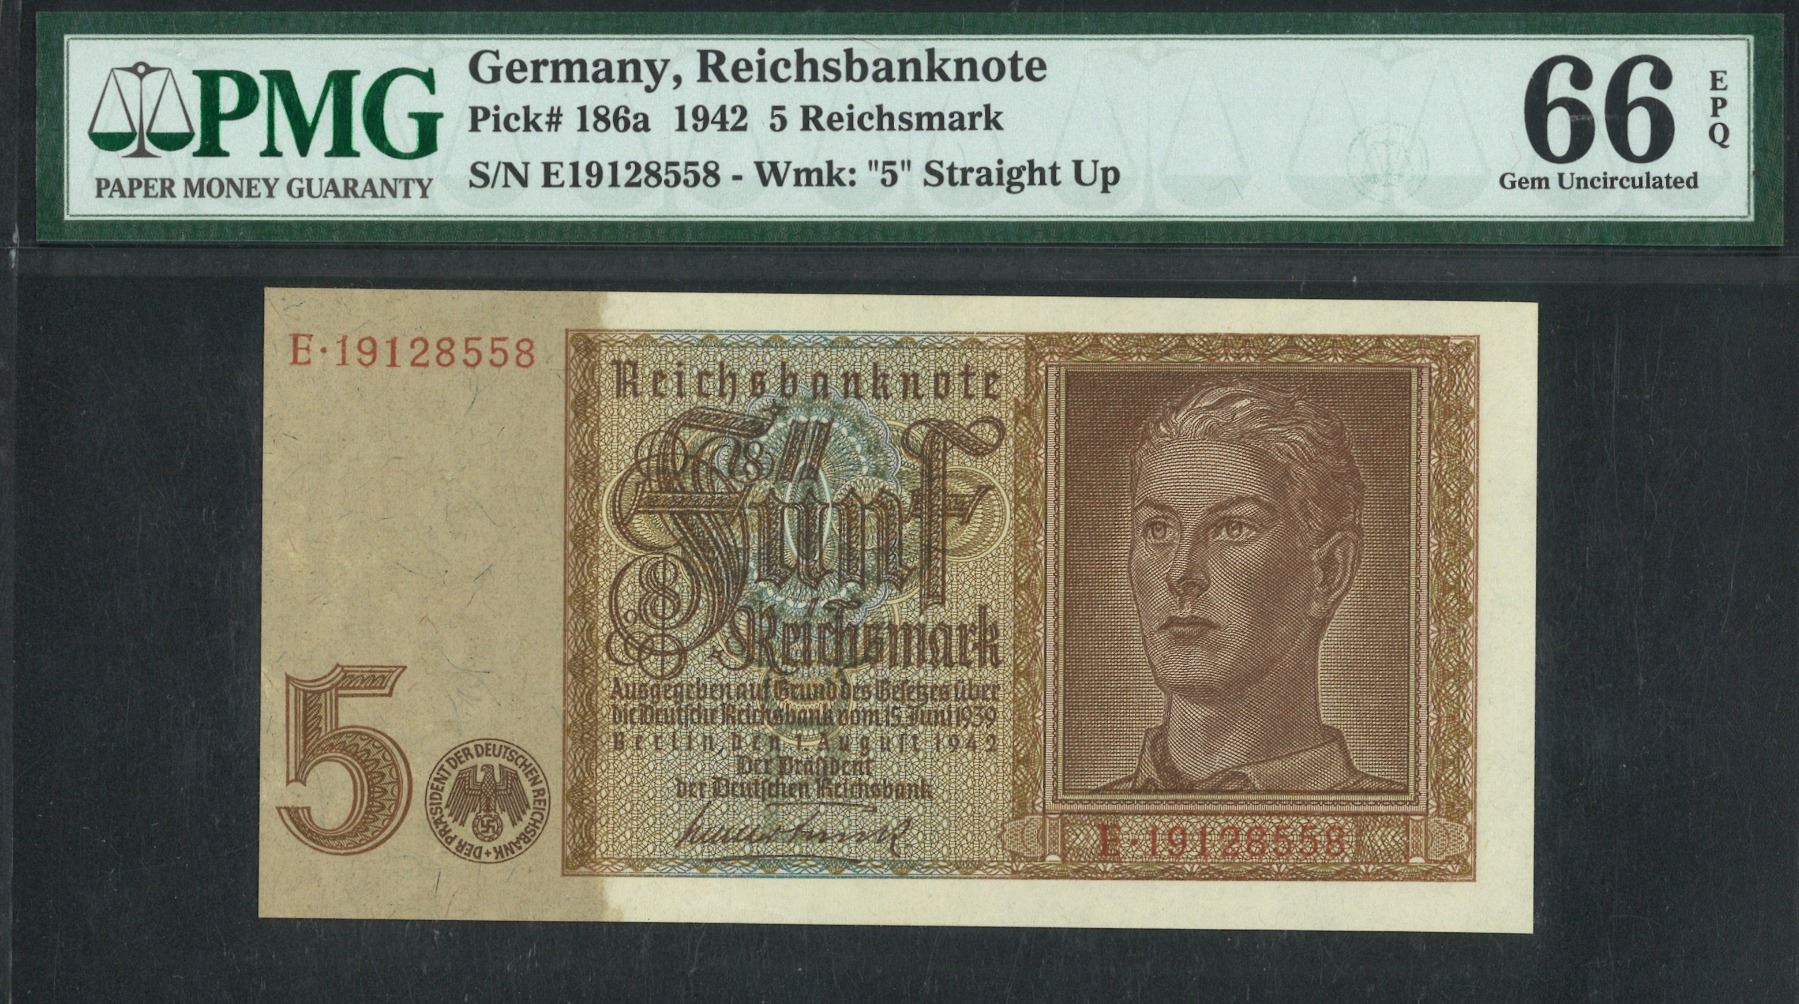 PMG
PAPER MONEY GUARANTY
Germany, Reichsbanknote
Pick# 186a 1942 5 Reichsmark
S/N E19128558 - Wmk: "5" Straight Up
66
EPQ
Gem Uncirculated
E·19128558
Reichsbanknote
Fünf
Reichsmark
Ausgegeben auf Grund des Gesetzes über
die Deutsche Reichsbank vom 15. Juni 1939
Berlin, den 1. August 1942
Der Präsident
der Deutschen Reichsbank
5
DER PRÄSIDENT DER DEUTSCHEN REICHSBANK
E·19128558